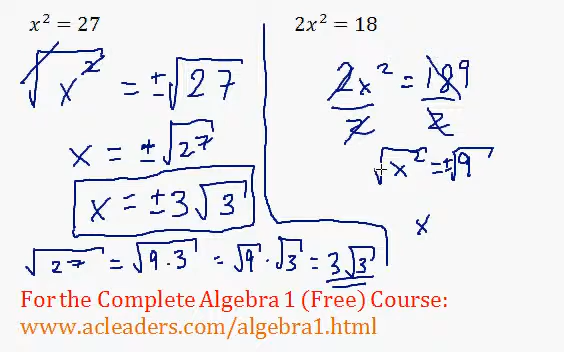 x² = 27
√x² = ±√27
x = ±√27
x = ±3√3
√27 = √9·3 = √9 · √3 = 3√3
2x² = 18
2x²/2 = 18/2 9
√x² = ±√9
x
For the Complete Algebra 1 (Free) Course:
www.acleaders.com/algebra1.html